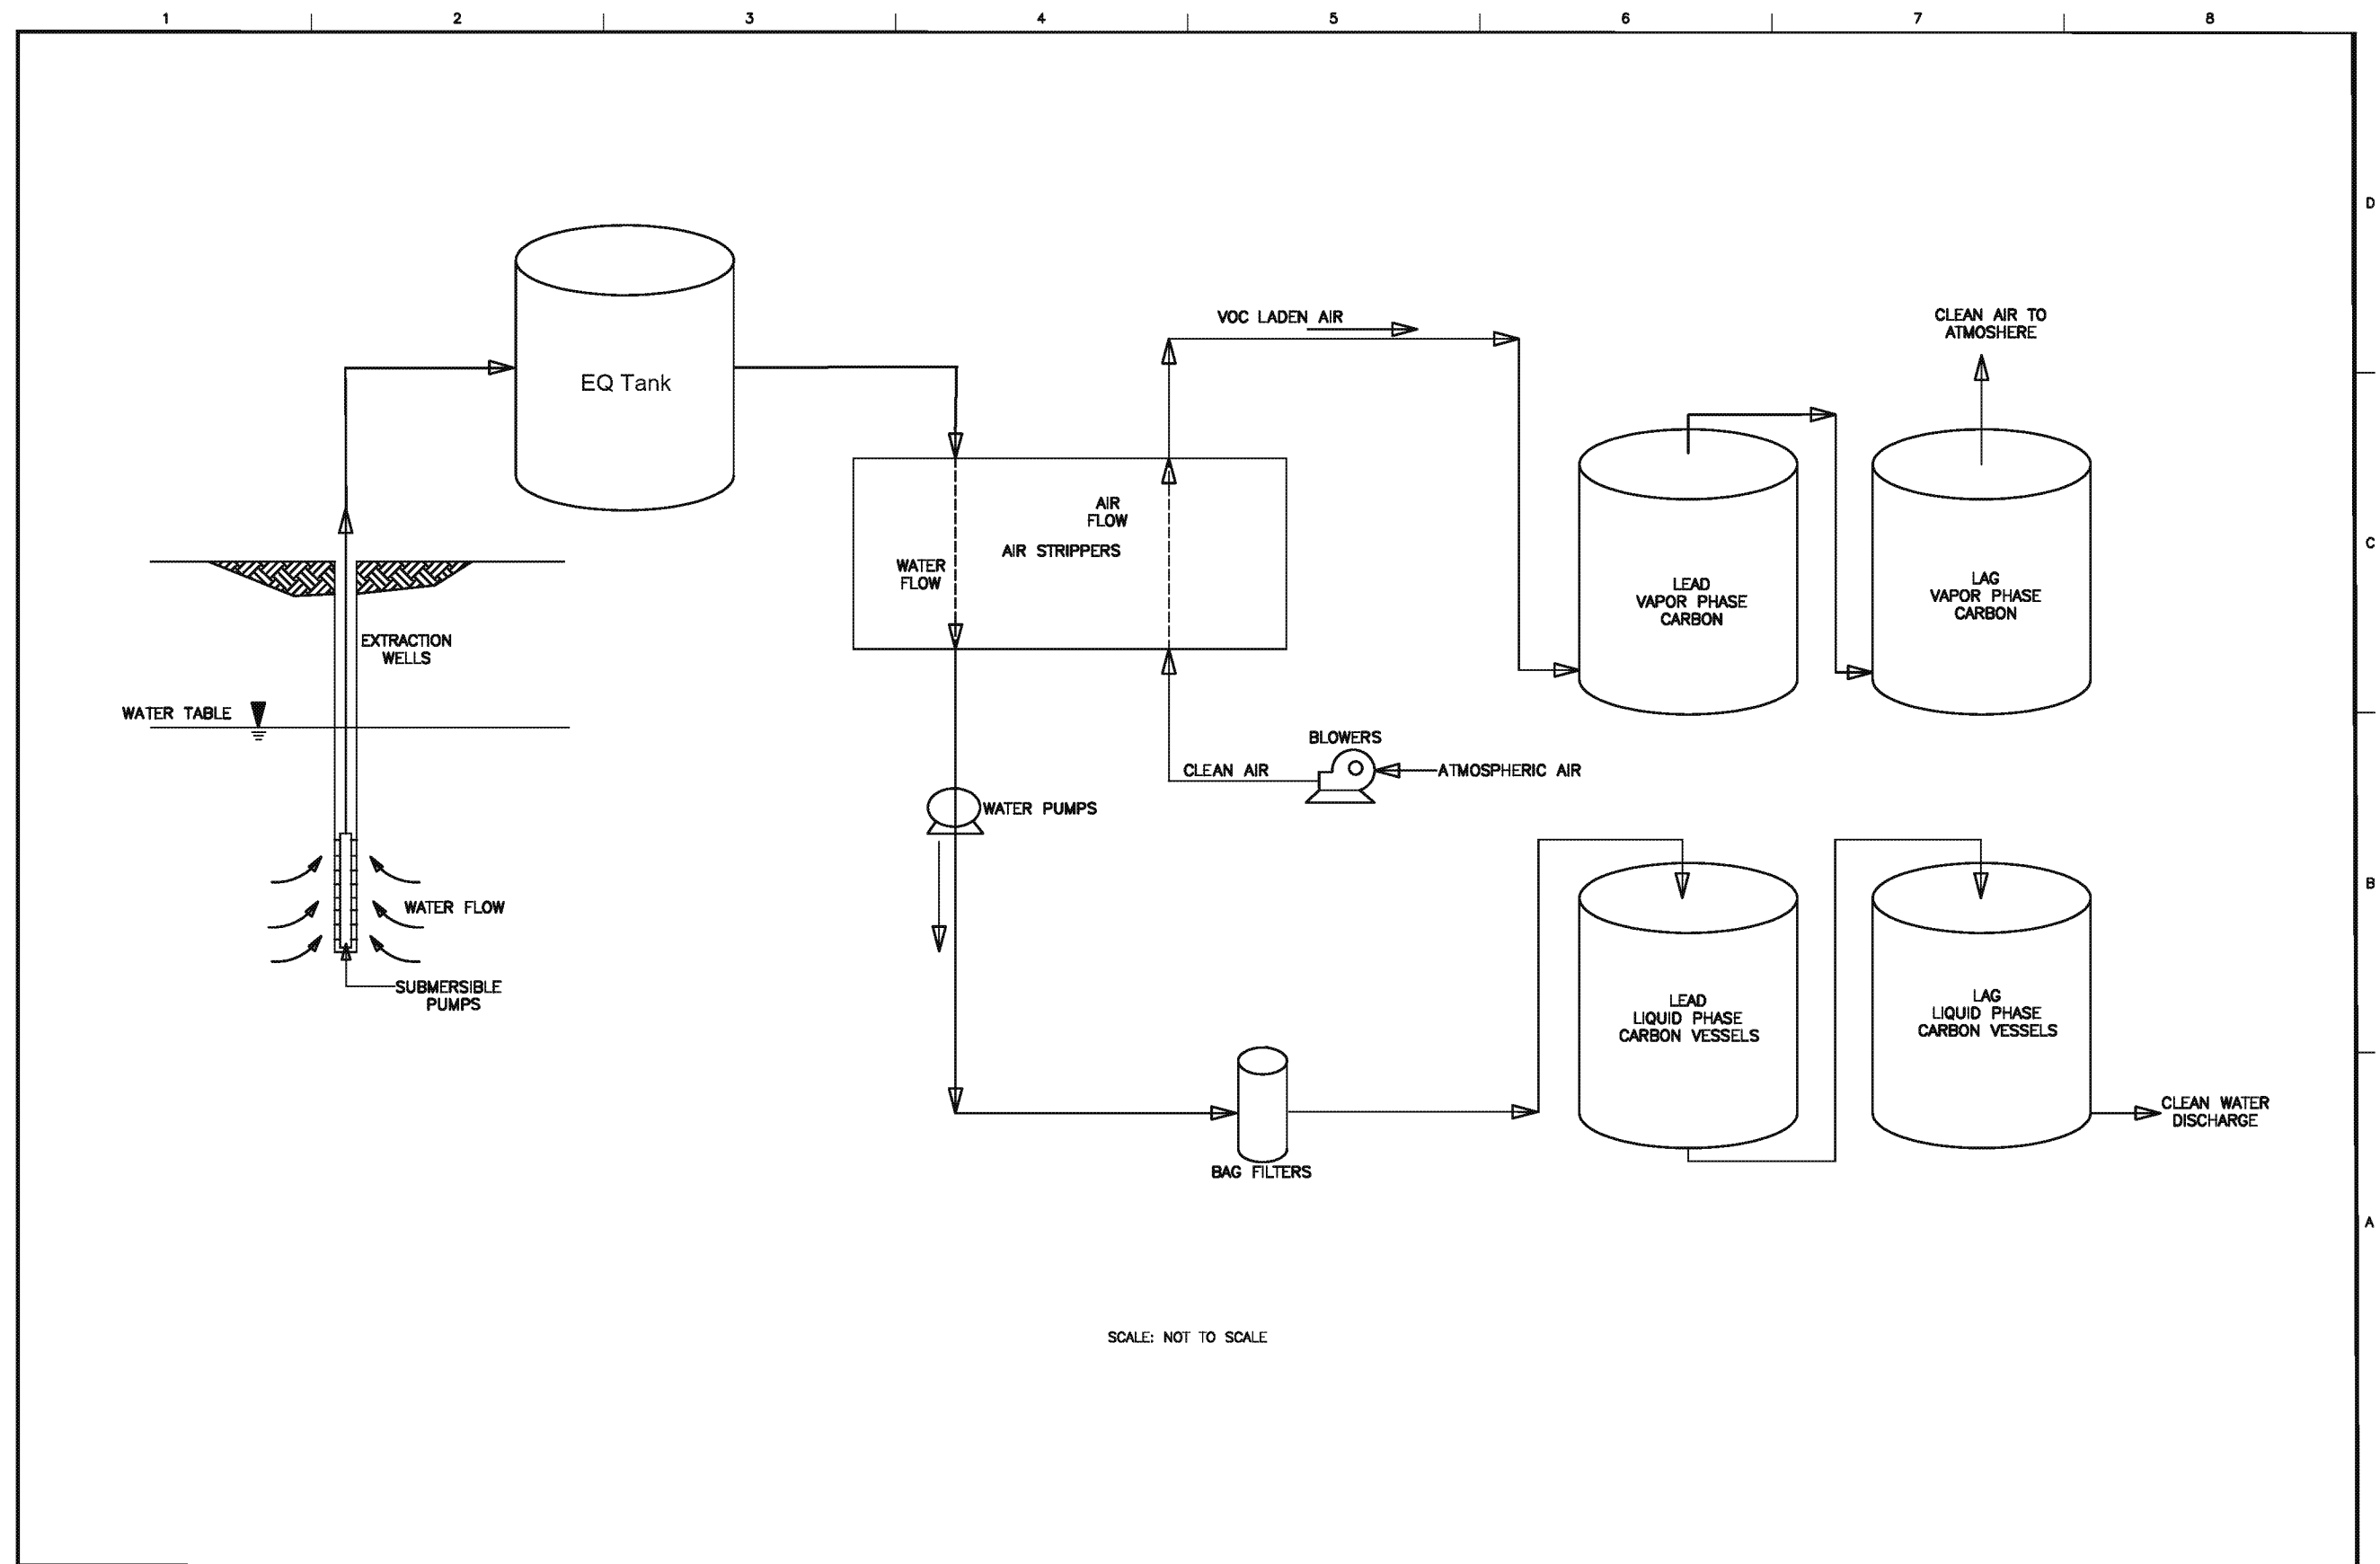 1 2 3 4 5 6 7 8
D
C
B
A
EQ Tank
VOC LADEN AIR
CLEAN AIR TO
ATMOSHERE
AIR
FLOW
AIR STRIPPERS
WATER
FLOW
LEAD
VAPOR PHASE
CARBON
LAG
VAPOR PHASE
CARBON
EXTRACTION
WELLS
WATER TABLE
BLOWERS
CLEAN AIR
ATMOSPHERIC AIR
WATER PUMPS
WATER FLOW
SUBMERSIBLE
PUMPS
LEAD
LIQUID PHASE
CARBON VESSELS
LAG
LIQUID PHASE
CARBON VESSELS
CLEAN WATER
DISCHARGE
BAG FILTERS
SCALE: NOT TO SCALE